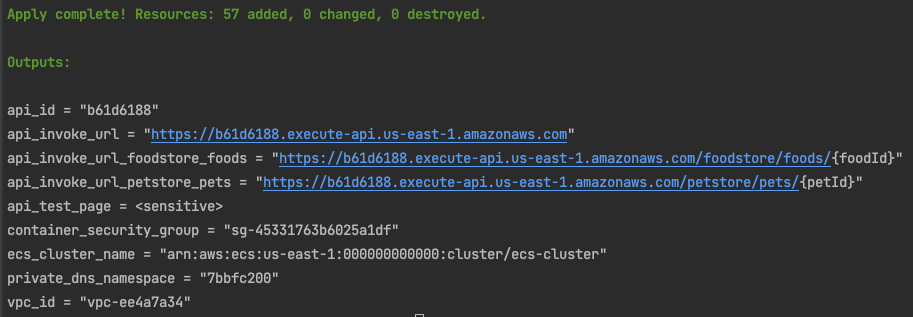 Apply complete! Resources: 57 added, 0 changed, 0 destroyed.
Outputs:
api_id = "b61d6188"
api_invoke_url = "https://b61d6188.execute-api.us-east-1.amazonaws.com"
api_invoke_url_foodstore_foods = "https://b61d6188.execute-api.us-east-1.amazonaws.com/foodstore/foods/{foodId}"
api_invoke_url_petstore_pets = "https://b61d6188.execute-api.us-east-1.amazonaws.com/petstore/pets/{petId}"
api_test_page = <sensitive>
container_security_group = "sg-45331763b6025a1df"
ecs_cluster_name = "arn:aws:ecs:us-east-1:000000000000:cluster/ecs-cluster"
private_dns_namespace = "7bbfc200"
vpc_id = "vpc-ee4a7a34"